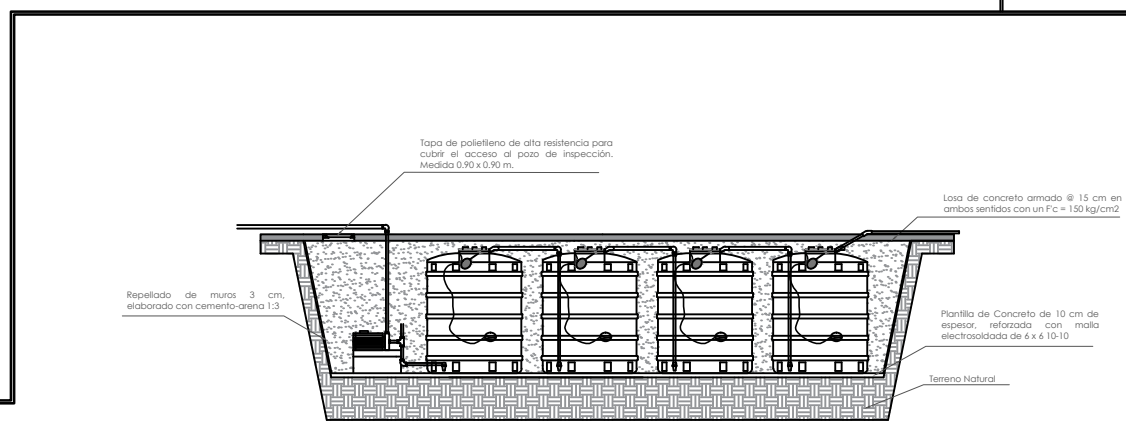 Tapa de polietileno de alta resistencia para
cubrir el acceso al pozo de inspección.
Medida 0.90 x 0.90 m.
Losa de concreto armado @ 15 cm en
ambos sentidos con un F'c = 150 kg/cm2
Repellado de muros 3 cm,
elaborado con cemento-arena 1:3
Plantilla de Concreto de 10 cm de
espesor, reforzada con malla
electrosoldada de 6 x 6 10-10
Terreno Natural